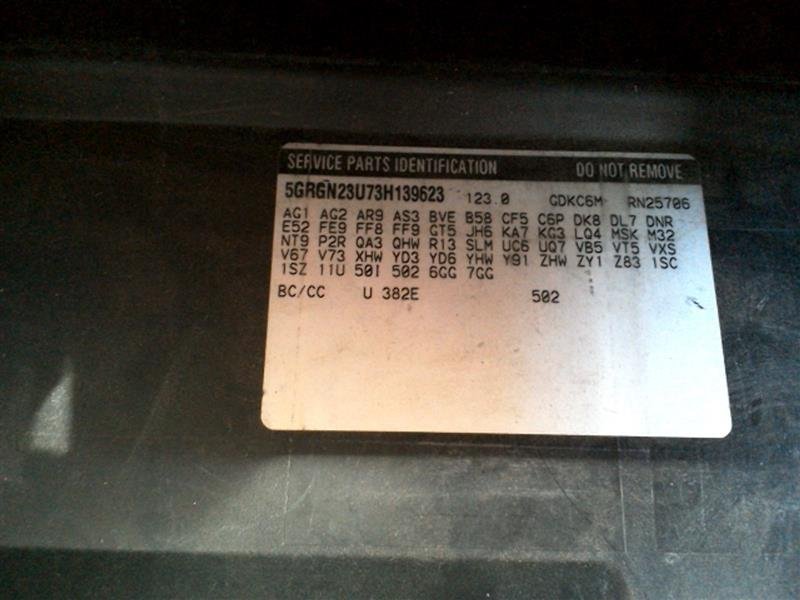 SERVICE PARTS IDENTIFICATION DO NOT REMOVE
5GRGN23U73H139623 123.0 GDKC6M RN25706
AG1 AG2 AR9 AS3 BVE B58 CF5 C6P DK8 DL7 DNR
E52 FE9 FF8 FF9 GT5 JH6 KA7 KG3 LQ4 MSK M32
NT9 P2R QA3 QHW R13 SLM UC6 UQ7 VB5 VT5 VXS
V67 V73 XHW YD3 YD6 YHW Y91 ZHW ZY1 Z83 1SC
1SZ 11U 50I 502 6GG 7GG
BC/CC U 382E 502